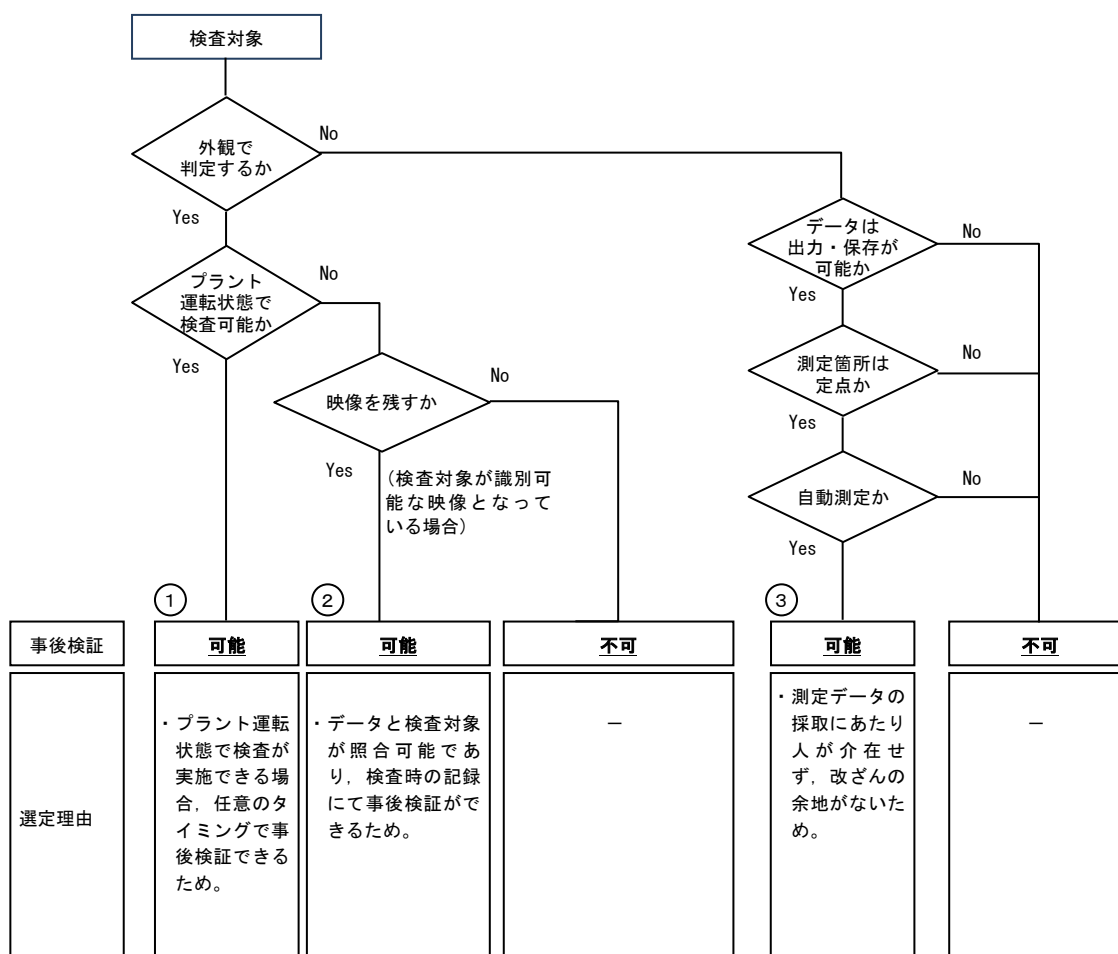 検査対象
外観で
判定するか
No
Yes
プラント
運転状態で
検査可能か
No
Yes
映像を残すか
No
Yes
（検査対象が識別可
能な映像となって
いる場合）
データは
出力・保存が
可能か
No
Yes
測定箇所は
定点か
No
Yes
自動測定か
No
Yes
①
②
③
事後検証
可能
可能
不可
可能
不可
選定理由
・プラント運転
状態で検査が
実施できる場
合，任意のタ
イミングで事
後検証できる
ため。
・データと検査対象
が照合可能であ
り，検査時の記録
にて事後検証がで
きるため。
－
・測定データの
採取にあたり
人が介在せ
ず，改ざんの
余地がないた
め。
－